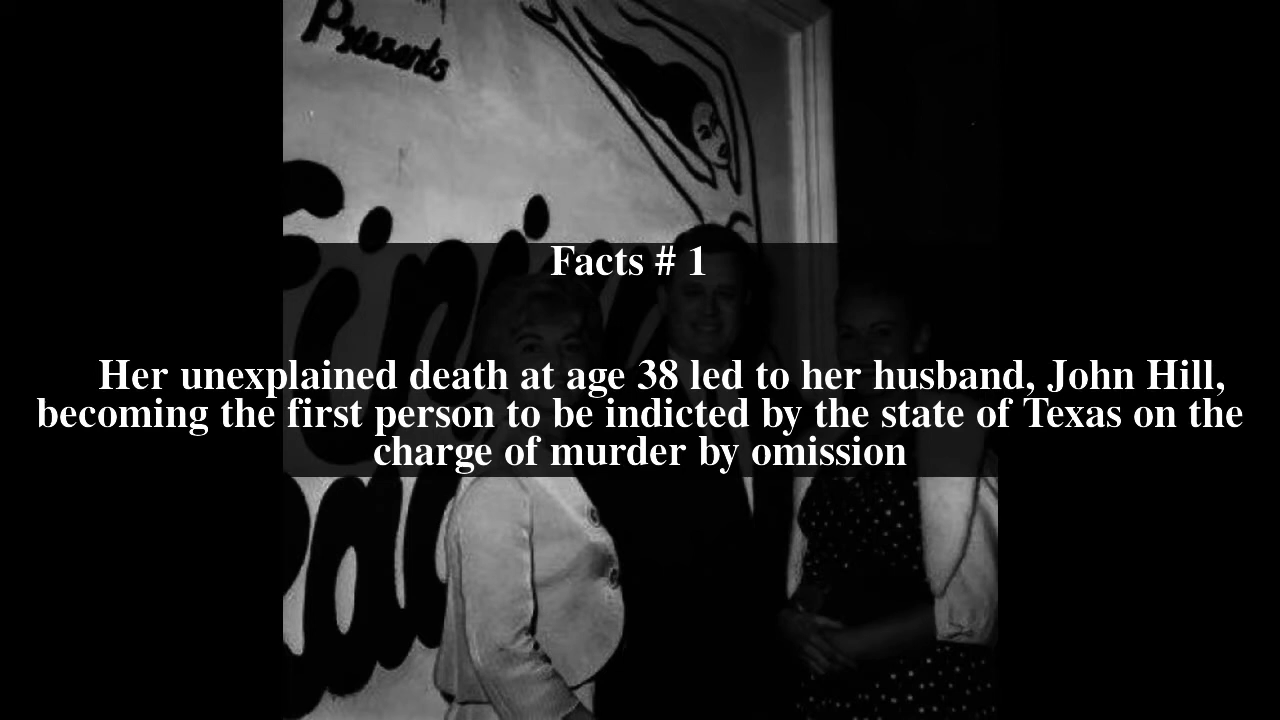 Presents
Facts # 1
Her unexplained death at age 38 led to her husband, John Hill,
becoming the first person to be indicted by the state of Texas on the
charge of murder by omission